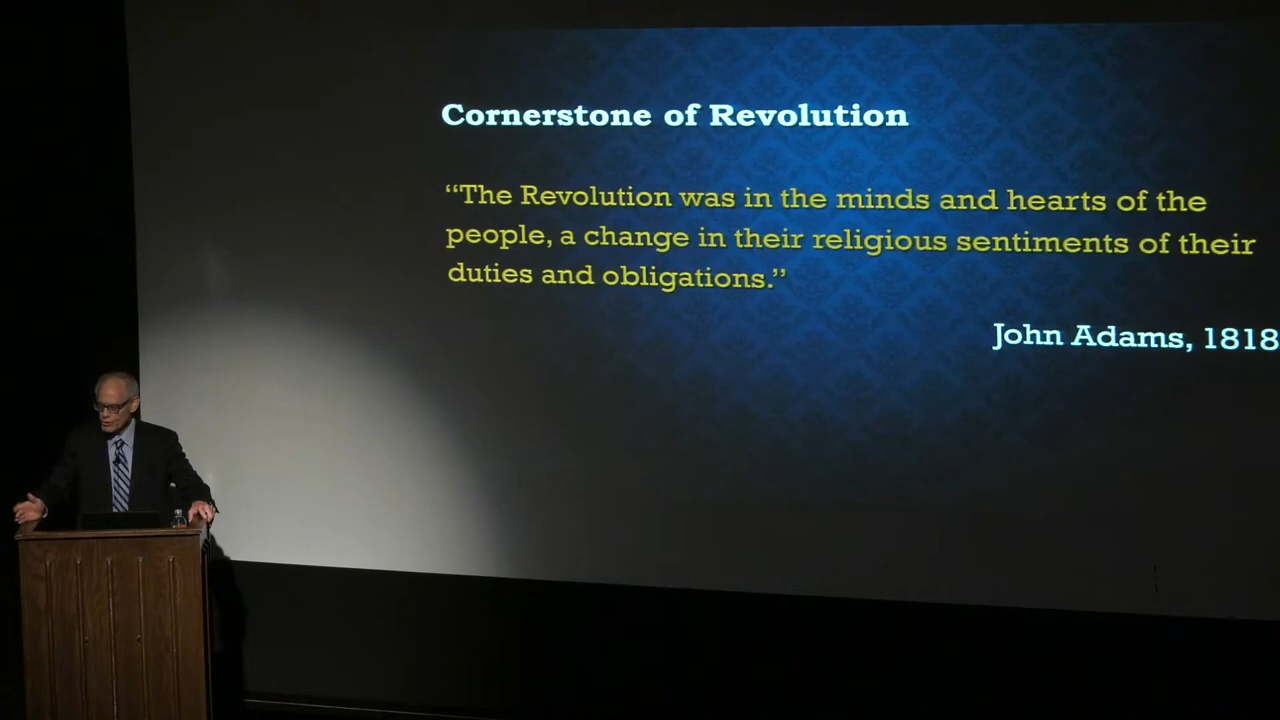 Cornerstone of Revolution
“The Revolution was in the minds and hearts of the
people, a change in their religious sentiments of their
duties and obligations.”
John Adams, 1818